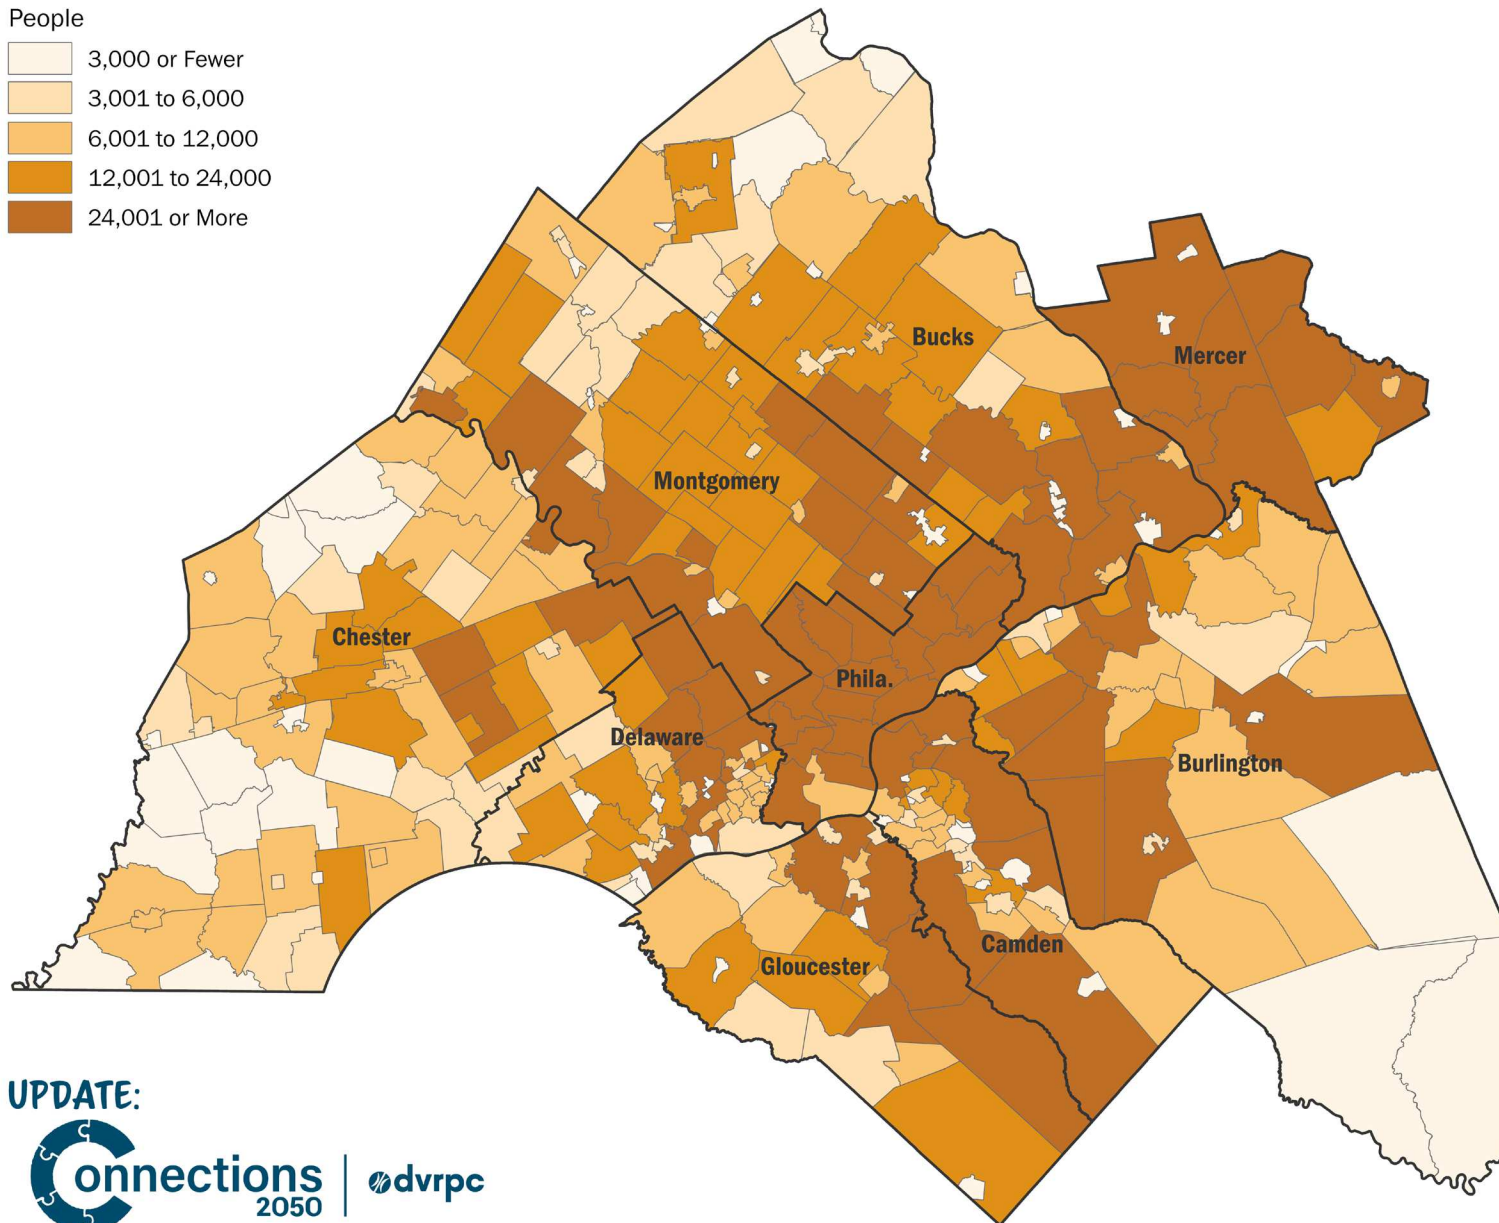 People
3,000 or Fewer
3,001 to 6,000
6,001 to 12,000
12,001 to 24,000
24,001 or More
Bucks
Mercer
Montgomery
Chester
Phila.
Delaware
Burlington
Camden
Gloucester
UPDATE:
Connections
2050
dvrpc